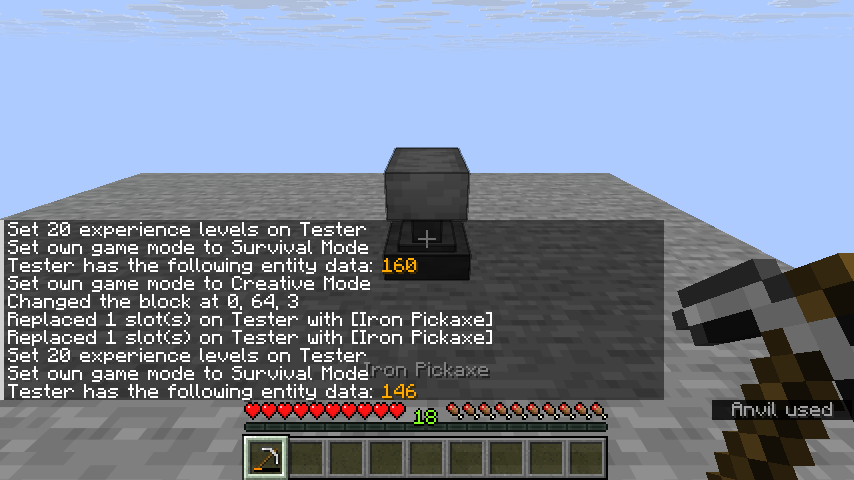 Set 20 experience levels on Tester
Set own game mode to Survival Mode
Tester has the following entity data: 160
Set own game mode to Creative Mode
Changed the block at 0, 64, 3
Replaced 1 slot(s) on Tester with [Iron Pickaxe]
Replaced 1 slot(s) on Tester with [Iron Pickaxe]
Set 20 experience levels on Tester
Iron Pickaxe
Set own game mode to Survival Mode
Tester has the following entity data: 146
18
Anvil used